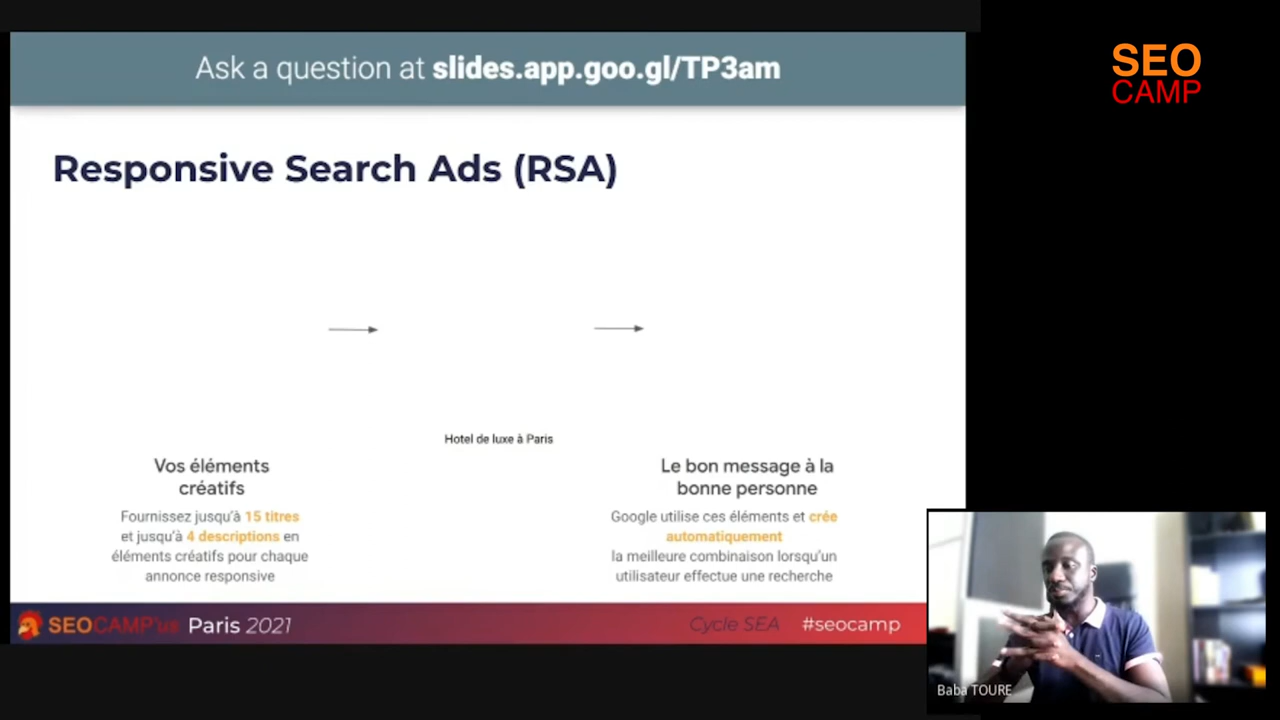 Ask a question at slides.app.goo.gl/TP3am
SEO
CAMP
Responsive Search Ads (RSA)
Hotel de luxe à Paris
Vos éléments
créatifs
Fournissez jusqu'à 15 titres
et jusqu'à 4 descriptions en
éléments créatifs pour chaque
annonce responsive
Le bon message à la
bonne personne
Google utilise ces éléments et crée
automatiquement
la meilleure combinaison lorsqu'un
utilisateur effectue une recherche
SEOCAMP'us Paris 2021
Cycle SEA #seocamp
Baba TOURE